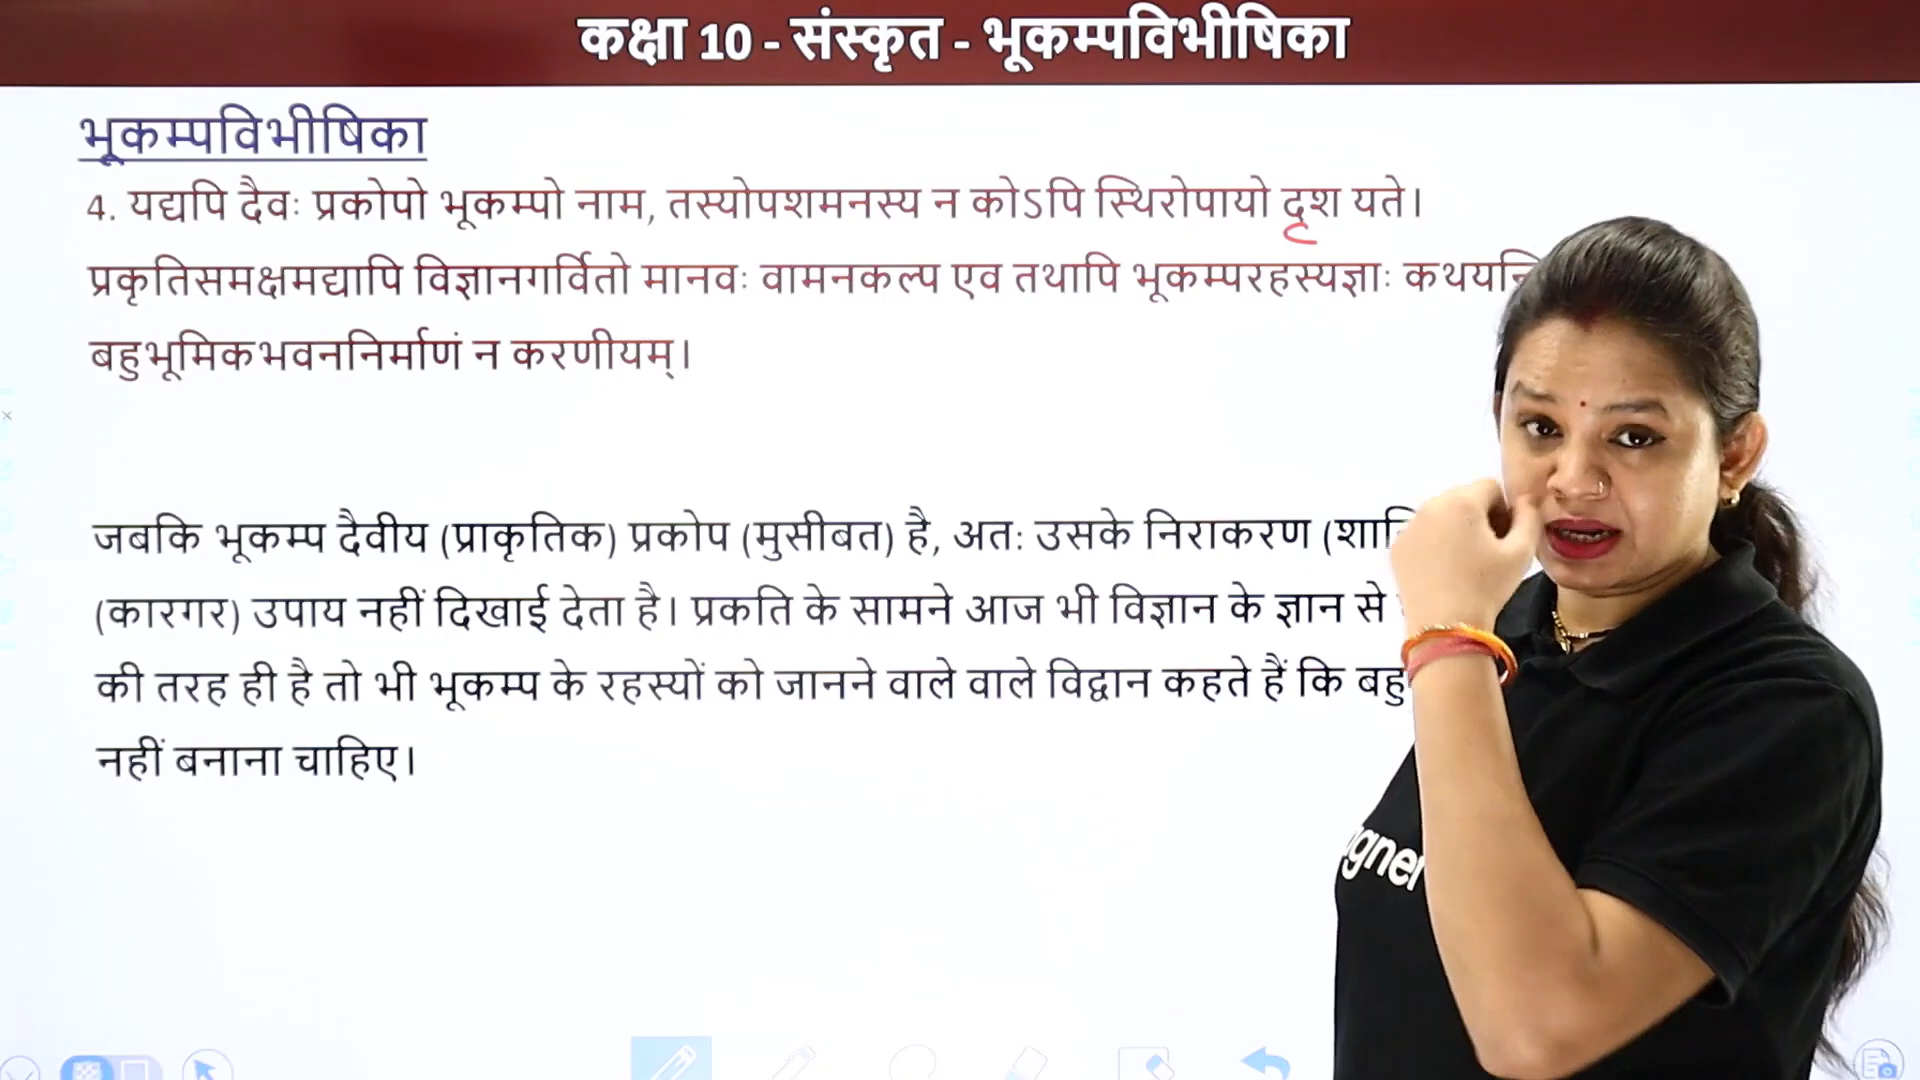 कक्षा 10 - संस्कृत - भूकम्पविभीषिका
भूकम्पविभीषिका
4. यद्यपि दैवः प्रकोपो भूकम्पो नाम, तस्योपशमनस्य न कोऽपि स्थिरोपायो दृश यते।
प्रकृतिसमक्षमद्यापि विज्ञानगर्वितो मानवः वामनकल्प एव तथापि भूकम्परहस्यज्ञाः
बहुभूमिकभवननिर्माणं न करणीयम्।
जबकि भूकम्प दैवीय (प्राकृतिक) प्रकोप (मुसीबत) है, अतः उसके निराकरण
(कारगर) उपाय नहीं दिखाई देता है। प्रकति के सामने आज भी विज्ञान के ज्ञान से
की तरह ही है तो भी भूकम्प के रहस्यों को जानने वाले वाले विद्वान कहते हैं कि बहु
नहीं बनाना चाहिए।